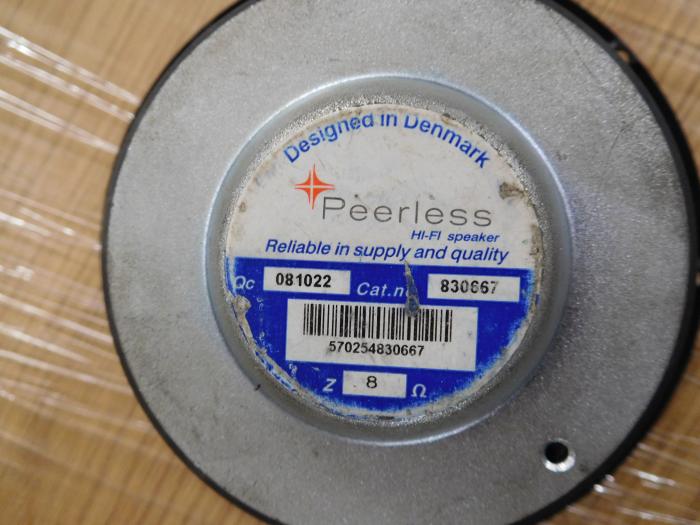 Designed in Denmark
Peerless
HI-FI speaker
Reliable in supply and quality
Qc 081022 Cat.n 830667
570254830667
Z 8 Ω